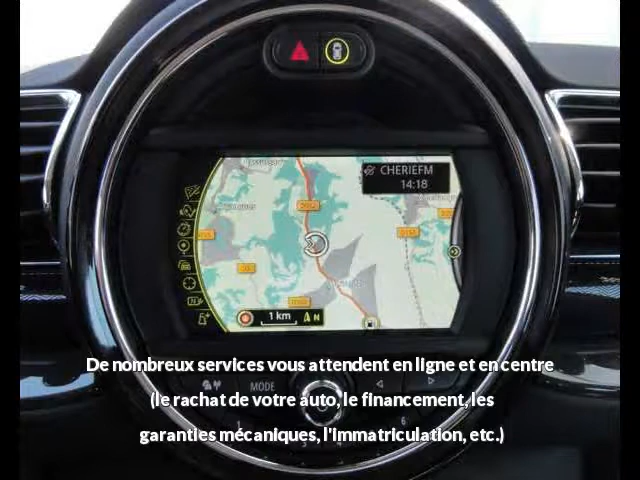 CHERIEFM
14:18
1 km
N
MODE
De nombreux services vous attendent en ligne et en centre
(le rachat de votre auto, le financement, les
garanties mécaniques, l'immatriculation, etc.)